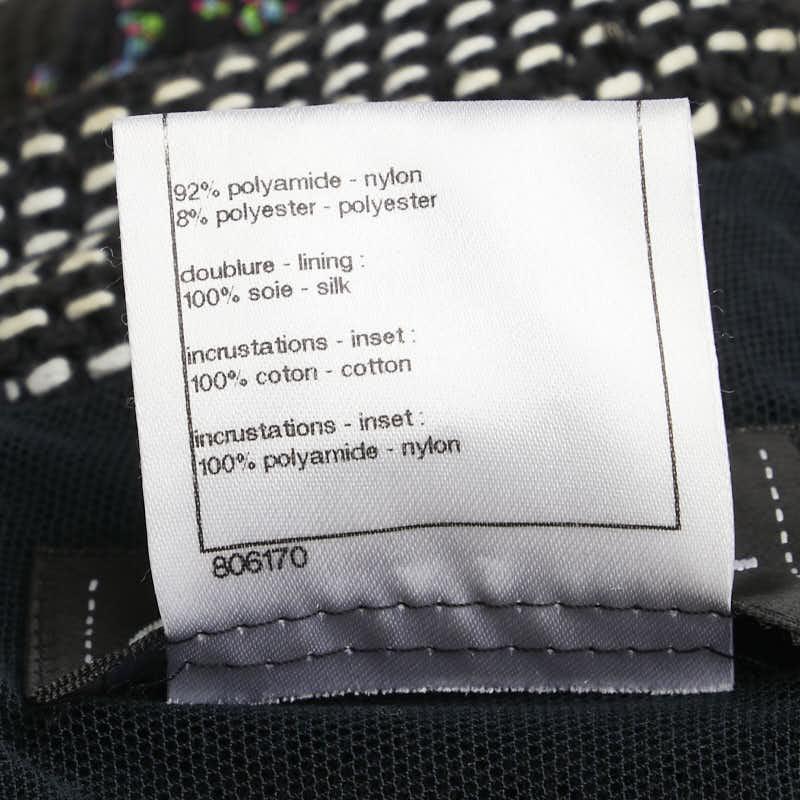 92% polyamide - nylon
8% polyester - polyester
doublure - lining :
100% soie - silk
incrustations - inset :
100% coton - cotton
incrustations - inset :
100% polyamide - nylon
806170